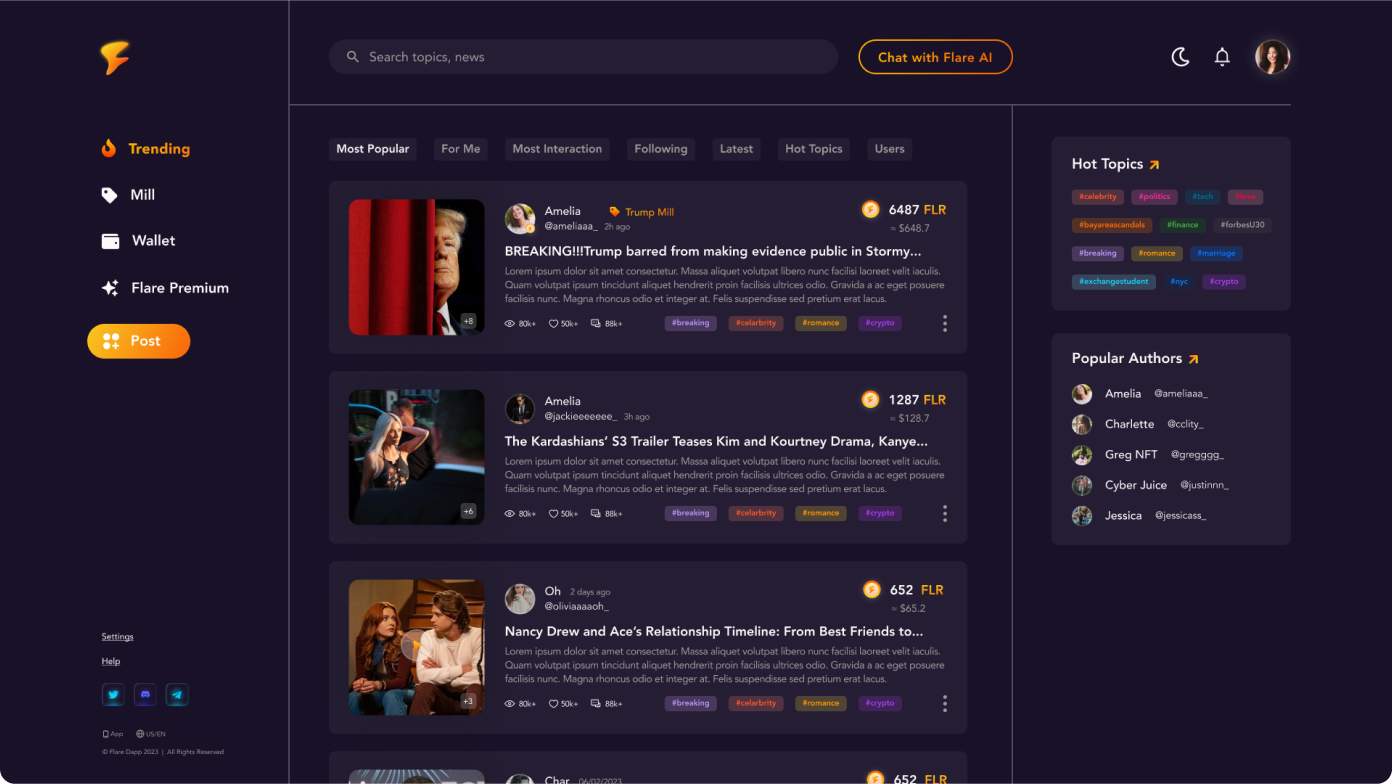 Search topics, news
Chat with Flare AI
Trending
Mill
Wallet
Flare Premium
Post
Settings
Help
App US/EN
© Flare Dapp 2023 | All Rights Reserved
Most Popular For Me Most Interaction Following Latest Hot Topics Users
Amelia Trump Mill
@ameliaaa_ 2h ago
6487 FLR
≈ $648.7
BREAKING!!!Trump barred from making evidence public in Stormy...
Lorem ipsum dolor sit amet consectetur. Massa aliquet volutpat libero nunc facilisi laoreet velit iaculis.
Quam volutpat ipsum tincidunt aliquet hendrerit proin facilisis ultrices odio. Gravida a ac eget posuere
facilisis nunc. Magna rhoncus odio et integer at. Felis suspendisse sed pretium erat lacus.
+8
80k+ 50k+ 88k+ #breaking #celarbrity #romance #crypto
Amelia
@jackieeeeeee_ 3h ago
1287 FLR
≈ $128.7
The Kardashians’ S3 Trailer Teases Kim and Kourtney Drama, Kanye...
Lorem ipsum dolor sit amet consectetur. Massa aliquet volutpat libero nunc facilisi laoreet velit iaculis.
Quam volutpat ipsum tincidunt aliquet hendrerit proin facilisis ultrices odio. Gravida a ac eget posuere
facilisis nunc. Magna rhoncus odio et integer at. Felis suspendisse sed pretium erat lacus.
+6
80k+ 50k+ 88k+ #breaking #celarbrity #romance #crypto
Oh 2 days ago
@oliviaaaaoh_
652 FLR
≈ $65.2
Nancy Drew and Ace’s Relationship Timeline: From Best Friends to...
Lorem ipsum dolor sit amet consectetur. Massa aliquet volutpat libero nunc facilisi laoreet velit iaculis.
Quam volutpat ipsum tincidunt aliquet hendrerit proin facilisis ultrices odio. Gravida a ac eget posuere
facilisis nunc. Magna rhoncus odio et integer at. Felis suspendisse sed pretium erat lacus.
+3
80k+ 50k+ 88k+ #breaking #celarbrity #romance #crypto
Char 06/02/2023
652 FLR
Hot Topics
#celebrity #politics #tech #love
#bayareascandals #finance #forbesU30
#breaking #romance #marriage
#exchangestudent #nyc #crypto
Popular Authors
Amelia @ameliaaa_
Charlette @cclity_
Greg NFT @gregggg_
Cyber Juice @justinnn_
Jessica @jessicass_